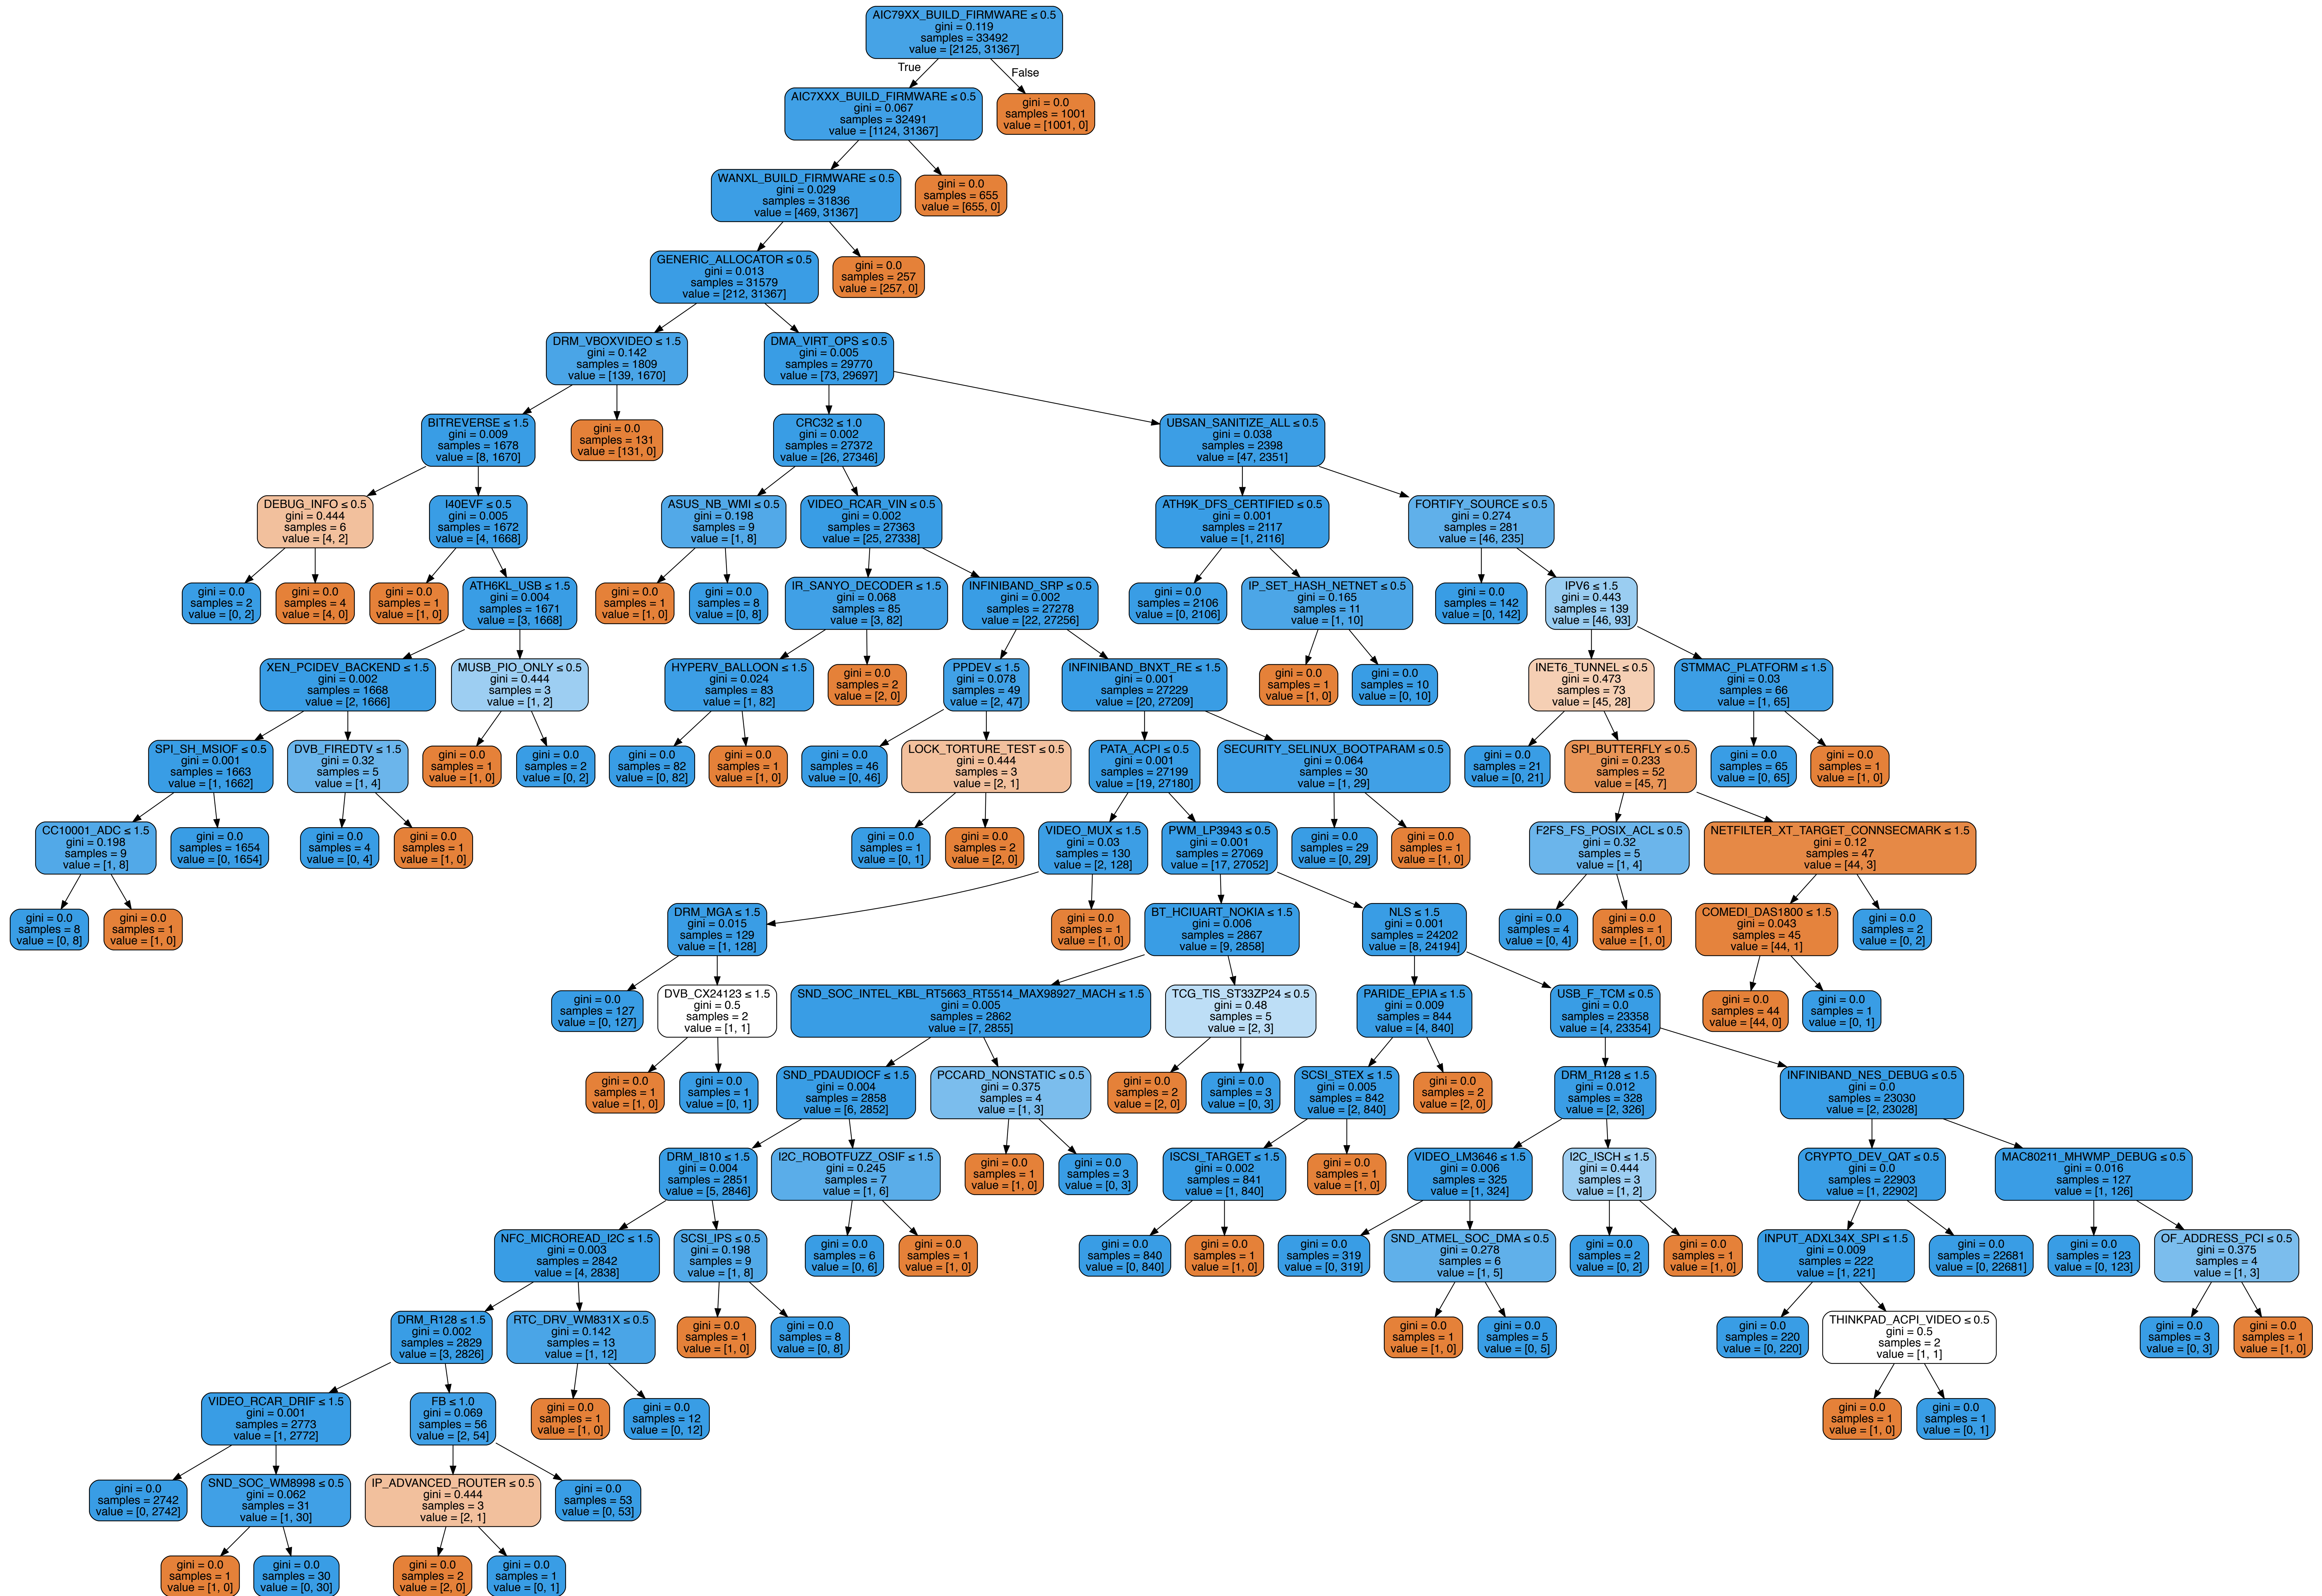 AIC79XX_BUILD_FIRMWARE ≤ 0.5
gini = 0.119
samples = 33492
value = [2125, 31367]
True
False
AIC7XXX_BUILD_FIRMWARE ≤ 0.5
gini = 0.067
samples = 32491
value = [1124, 31367]
gini = 0.0
samples = 1001
value = [1001, 0]
WANXL_BUILD_FIRMWARE ≤ 0.5
gini = 0.029
samples = 31836
value = [469, 31367]
gini = 0.0
samples = 655
value = [655, 0]
GENERIC_ALLOCATOR ≤ 0.5
gini = 0.013
samples = 31579
value = [212, 31367]
gini = 0.0
samples = 257
value = [257, 0]
DRM_VBOXVIDEO ≤ 1.5
gini = 0.142
samples = 1809
value = [139, 1670]
DMA_VIRT_OPS ≤ 0.5
gini = 0.005
samples = 29770
value = [73, 29697]
BITREVERSE ≤ 1.5
gini = 0.009
samples = 1678
value = [8, 1670]
gini = 0.0
samples = 131
value = [131, 0]
CRC32 ≤ 1.0
gini = 0.002
samples = 27372
value = [26, 27346]
UBSAN_SANITIZE_ALL ≤ 0.5
gini = 0.038
samples = 2398
value = [47, 2351]
DEBUG_INFO ≤ 0.5
gini = 0.444
samples = 6
value = [4, 2]
I40EVF ≤ 0.5
gini = 0.005
samples = 1672
value = [4, 1668]
ASUS_NB_WMI ≤ 0.5
gini = 0.198
samples = 9
value = [1, 8]
VIDEO_RCAR_VIN ≤ 0.5
gini = 0.002
samples = 27363
value = [25, 27338]
ATH9K_DFS_CERTIFIED ≤ 0.5
gini = 0.001
samples = 2117
value = [1, 2116]
FORTIFY_SOURCE ≤ 0.5
gini = 0.274
samples = 281
value = [46, 235]
gini = 0.0
samples = 2
value = [0, 2]
gini = 0.0
samples = 4
value = [4, 0]
gini = 0.0
samples = 1
value = [1, 0]
ATH6KL_USB ≤ 1.5
gini = 0.004
samples = 1671
value = [3, 1668]
gini = 0.0
samples = 1
value = [1, 0]
gini = 0.0
samples = 8
value = [0, 8]
IR_SANYO_DECODER ≤ 1.5
gini = 0.068
samples = 85
value = [3, 82]
INFINIBAND_SRP ≤ 0.5
gini = 0.002
samples = 27278
value = [22, 27256]
gini = 0.0
samples = 2106
value = [0, 2106]
IP_SET_HASH_NETNET ≤ 0.5
gini = 0.165
samples = 11
value = [1, 10]
gini = 0.0
samples = 142
value = [0, 142]
IPV6 ≤ 1.5
gini = 0.443
samples = 139
value = [46, 93]
XEN_PCIDEV_BACKEND ≤ 1.5
gini = 0.002
samples = 1668
value = [2, 1666]
MUSB_PIO_ONLY ≤ 0.5
gini = 0.444
samples = 3
value = [1, 2]
HYPERV_BALLOON ≤ 1.5
gini = 0.024
samples = 83
value = [1, 82]
gini = 0.0
samples = 2
value = [2, 0]
PPDEV ≤ 1.5
gini = 0.078
samples = 49
value = [2, 47]
INFINIBAND_BNXT_RE ≤ 1.5
gini = 0.001
samples = 27229
value = [20, 27209]
gini = 0.0
samples = 1
value = [1, 0]
gini = 0.0
samples = 10
value = [0, 10]
INET6_TUNNEL ≤ 0.5
gini = 0.473
samples = 73
value = [45, 28]
STMMAC_PLATFORM ≤ 1.5
gini = 0.03
samples = 66
value = [1, 65]
SPI_SH_MSIOF ≤ 0.5
gini = 0.001
samples = 1663
value = [1, 1662]
DVB_FIREDTV ≤ 1.5
gini = 0.32
samples = 5
value = [1, 4]
gini = 0.0
samples = 1
value = [1, 0]
gini = 0.0
samples = 2
value = [0, 2]
gini = 0.0
samples = 82
value = [0, 82]
gini = 0.0
samples = 1
value = [1, 0]
gini = 0.0
samples = 46
value = [0, 46]
LOCK_TORTURE_TEST ≤ 0.5
gini = 0.444
samples = 3
value = [2, 1]
PATA_ACPI ≤ 0.5
gini = 0.001
samples = 27199
value = [19, 27180]
SECURITY_SELINUX_BOOTPARAM ≤ 0.5
gini = 0.064
samples = 30
value = [1, 29]
gini = 0.0
samples = 21
value = [0, 21]
SPI_BUTTERFLY ≤ 0.5
gini = 0.233
samples = 52
value = [45, 7]
gini = 0.0
samples = 65
value = [0, 65]
gini = 0.0
samples = 1
value = [1, 0]
CC10001_ADC ≤ 1.5
gini = 0.198
samples = 9
value = [1, 8]
gini = 0.0
samples = 1654
value = [0, 1654]
gini = 0.0
samples = 4
value = [0, 4]
gini = 0.0
samples = 1
value = [1, 0]
gini = 0.0
samples = 1
value = [0, 1]
gini = 0.0
samples = 2
value = [2, 0]
VIDEO_MUX ≤ 1.5
gini = 0.03
samples = 130
value = [2, 128]
PWM_LP3943 ≤ 0.5
gini = 0.001
samples = 27069
value = [17, 27052]
gini = 0.0
samples = 29
value = [0, 29]
gini = 0.0
samples = 1
value = [1, 0]
F2FS_FS_POSIX_ACL ≤ 0.5
gini = 0.32
samples = 5
value = [1, 4]
NETFILTER_XT_TARGET_CONNSECMARK ≤ 1.5
gini = 0.12
samples = 47
value = [44, 3]
gini = 0.0
samples = 8
value = [0, 8]
gini = 0.0
samples = 1
value = [1, 0]
DRM_MGA ≤ 1.5
gini = 0.015
samples = 129
value = [1, 128]
gini = 0.0
samples = 1
value = [1, 0]
BT_HCIUART_NOKIA ≤ 1.5
gini = 0.006
samples = 2867
value = [9, 2858]
NLS ≤ 1.5
gini = 0.001
samples = 24202
value = [8, 24194]
gini = 0.0
samples = 4
value = [0, 4]
gini = 0.0
samples = 1
value = [1, 0]
COMEDI_DAS1800 ≤ 1.5
gini = 0.043
samples = 45
value = [44, 1]
gini = 0.0
samples = 2
value = [0, 2]
gini = 0.0
samples = 127
value = [0, 127]
DVB_CX24123 ≤ 1.5
gini = 0.5
samples = 2
value = [1, 1]
SND_SOC_INTEL_KBL_RT5663_RT5514_MAX98927_MACH ≤ 1.5
gini = 0.005
samples = 2862
value = [7, 2855]
TCG_TIS_ST33ZP24 ≤ 0.5
gini = 0.48
samples = 5
value = [2, 3]
PARIDE_EPIA ≤ 1.5
gini = 0.009
samples = 844
value = [4, 840]
USB_F_TCM ≤ 0.5
gini = 0.0
samples = 23358
value = [4, 23354]
gini = 0.0
samples = 44
value = [44, 0]
gini = 0.0
samples = 1
value = [0, 1]
gini = 0.0
samples = 1
value = [1, 0]
gini = 0.0
samples = 1
value = [0, 1]
SND_PDAUDIOCF ≤ 1.5
gini = 0.004
samples = 2858
value = [6, 2852]
PCCARD_NONSTATIC ≤ 0.5
gini = 0.375
samples = 4
value = [1, 3]
gini = 0.0
samples = 2
value = [2, 0]
gini = 0.0
samples = 3
value = [0, 3]
SCSI_STEX ≤ 1.5
gini = 0.005
samples = 842
value = [2, 840]
gini = 0.0
samples = 2
value = [2, 0]
DRM_R128 ≤ 1.5
gini = 0.012
samples = 328
value = [2, 326]
INFINIBAND_NES_DEBUG ≤ 0.5
gini = 0.0
samples = 23030
value = [2, 23028]
DRM_I810 ≤ 1.5
gini = 0.004
samples = 2851
value = [5, 2846]
I2C_ROBOTFUZZ_OSIF ≤ 1.5
gini = 0.245
samples = 7
value = [1, 6]
gini = 0.0
samples = 1
value = [1, 0]
gini = 0.0
samples = 3
value = [0, 3]
ISCSI_TARGET ≤ 1.5
gini = 0.002
samples = 841
value = [1, 840]
gini = 0.0
samples = 1
value = [1, 0]
VIDEO_LM3646 ≤ 1.5
gini = 0.006
samples = 325
value = [1, 324]
I2C_ISCH ≤ 1.5
gini = 0.444
samples = 3
value = [1, 2]
CRYPTO_DEV_QAT ≤ 0.5
gini = 0.0
samples = 22903
value = [1, 22902]
MAC80211_MHWMP_DEBUG ≤ 0.5
gini = 0.016
samples = 127
value = [1, 126]
NFC_MICROREAD_I2C ≤ 1.5
gini = 0.003
samples = 2842
value = [4, 2838]
SCSI_IPS ≤ 0.5
gini = 0.198
samples = 9
value = [1, 8]
gini = 0.0
samples = 6
value = [0, 6]
gini = 0.0
samples = 1
value = [1, 0]
gini = 0.0
samples = 840
value = [0, 840]
gini = 0.0
samples = 1
value = [1, 0]
gini = 0.0
samples = 319
value = [0, 319]
SND_ATMEL_SOC_DMA ≤ 0.5
gini = 0.278
samples = 6
value = [1, 5]
gini = 0.0
samples = 2
value = [0, 2]
gini = 0.0
samples = 1
value = [1, 0]
INPUT_ADXL34X_SPI ≤ 1.5
gini = 0.009
samples = 222
value = [1, 221]
gini = 0.0
samples = 22681
value = [0, 22681]
gini = 0.0
samples = 123
value = [0, 123]
OF_ADDRESS_PCI ≤ 0.5
gini = 0.375
samples = 4
value = [1, 3]
DRM_R128 ≤ 1.5
gini = 0.002
samples = 2829
value = [3, 2826]
RTC_DRV_WM831X ≤ 0.5
gini = 0.142
samples = 13
value = [1, 12]
gini = 0.0
samples = 1
value = [1, 0]
gini = 0.0
samples = 8
value = [0, 8]
gini = 0.0
samples = 1
value = [1, 0]
gini = 0.0
samples = 5
value = [0, 5]
gini = 0.0
samples = 220
value = [0, 220]
THINKPAD_ACPI_VIDEO ≤ 0.5
gini = 0.5
samples = 2
value = [1, 1]
gini = 0.0
samples = 3
value = [0, 3]
gini = 0.0
samples = 1
value = [1, 0]
VIDEO_RCAR_DRIF ≤ 1.5
gini = 0.001
samples = 2773
value = [1, 2772]
FB ≤ 1.0
gini = 0.069
samples = 56
value = [2, 54]
gini = 0.0
samples = 1
value = [1, 0]
gini = 0.0
samples = 12
value = [0, 12]
gini = 0.0
samples = 1
value = [1, 0]
gini = 0.0
samples = 1
value = [0, 1]
gini = 0.0
samples = 2742
value = [0, 2742]
SND_SOC_WM8998 ≤ 0.5
gini = 0.062
samples = 31
value = [1, 30]
IP_ADVANCED_ROUTER ≤ 0.5
gini = 0.444
samples = 3
value = [2, 1]
gini = 0.0
samples = 53
value = [0, 53]
gini = 0.0
samples = 1
value = [1, 0]
gini = 0.0
samples = 30
value = [0, 30]
gini = 0.0
samples = 2
value = [2, 0]
gini = 0.0
samples = 1
value = [0, 1]